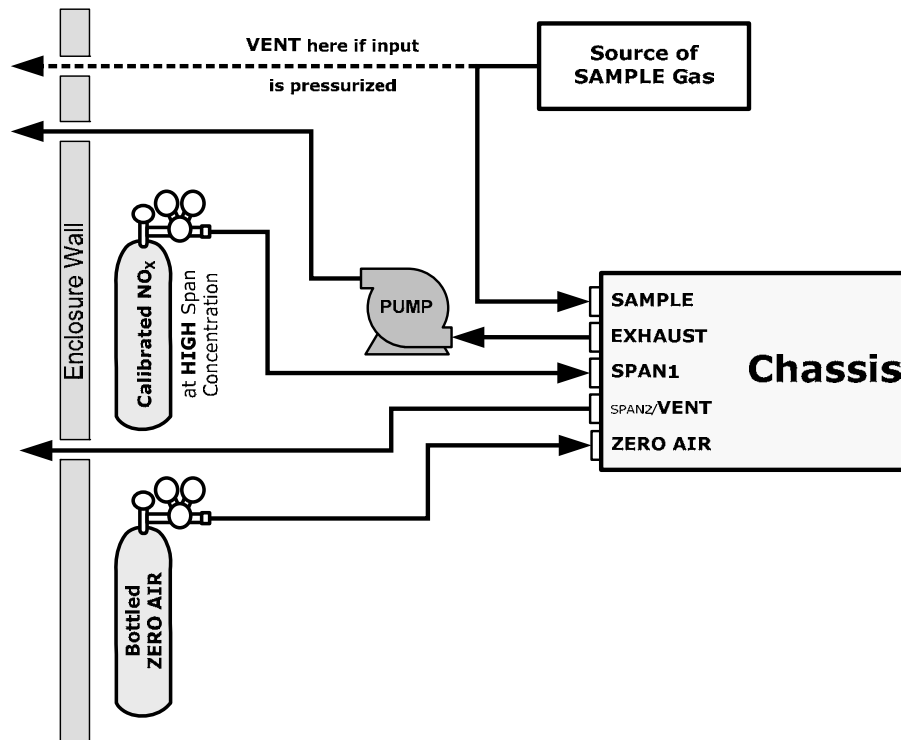 VENT here if input
is pressurized
Source of
SAMPLE Gas
Enclosure Wall
Calibrated NOX
at HIGH Span
Concentration
PUMP
SAMPLE
EXHAUST
SPAN1
SPAN2/VENT
ZERO AIR
Chassis
Bottled
ZERO AIR